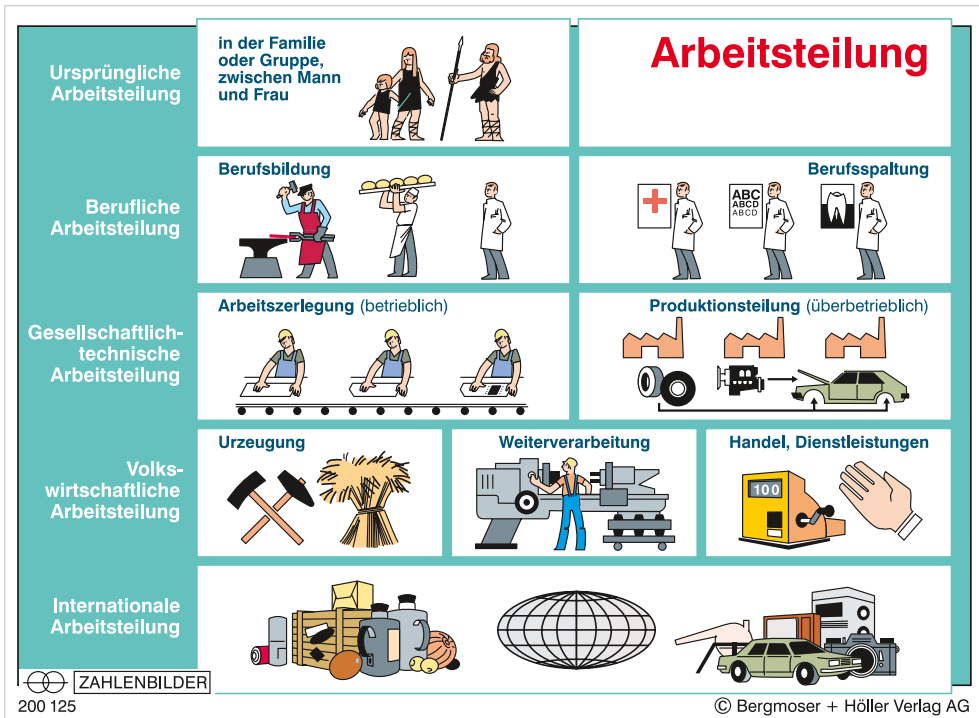 Arbeitsteilung
Ursprüngliche
Arbeitsteilung
in der Familie
oder Gruppe,
zwischen Mann
und Frau
Berufliche
Arbeitsteilung
Berufsbildung
Berufsspaltung
ABC
ABCD
ABCD
Gesellschaftlich-
technische
Arbeitsteilung
Arbeitszerlegung (betrieblich)
Produktionsteilung (überbetrieblich)
Volks-
wirtschaftliche
Arbeitsteilung
Urzeugung
Weiterverarbeitung
Handel, Dienstleistungen
100
Internationale
Arbeitsteilung
ZAHLENBILDER
200 125
© Bergmoser + Höller Verlag AG